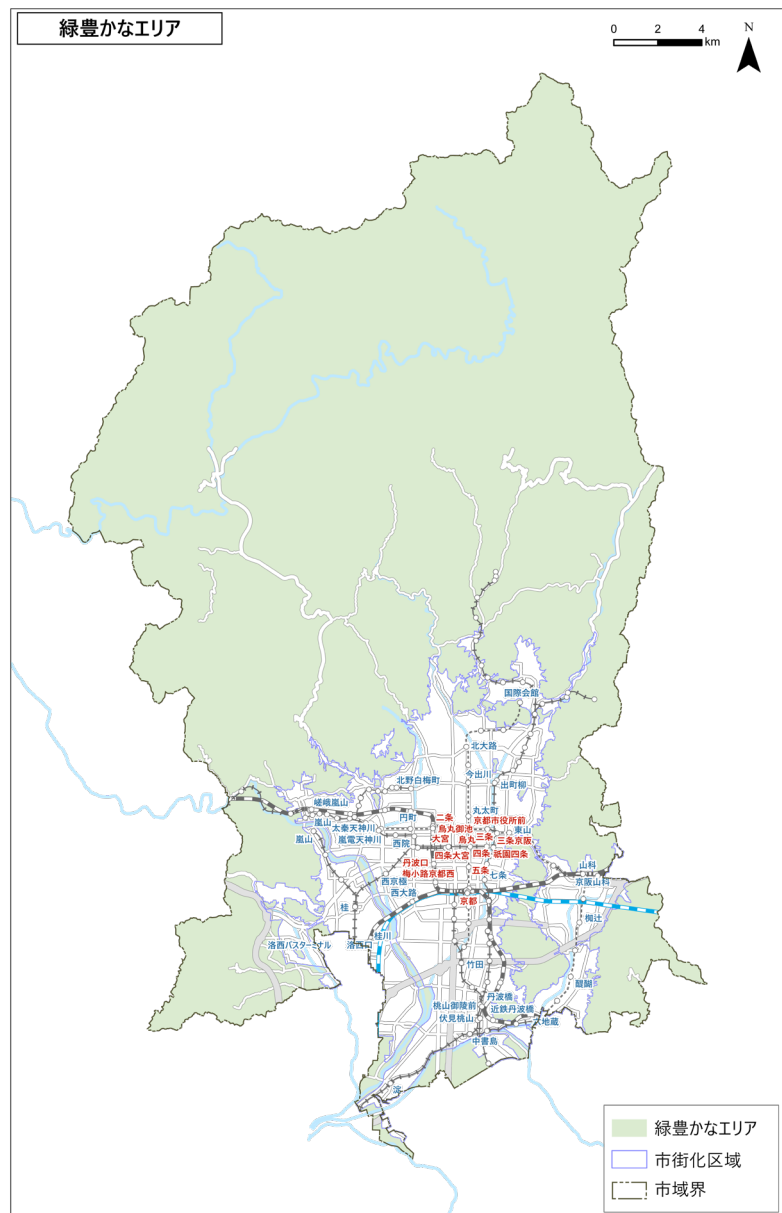 緑豊かなエリア
0 2 4
km
N
国際会館
北大路
北野白梅町
今出川
出町柳
嵯峨嵐山
嵐山
太秦天神川
円町
二条
丸太町
京都市役所前
烏丸御池
東山
嵐山
嵐電天神川
西院
大宮
烏丸
三条
三条京阪
四条大宮
四条
祇園四条
丹波口
五条
七条
山科
梅小路京都西
京阪山科
西京極
西大路
京都
桂
椥辻
洛西バスターミナル
洛西口
桂川
竹田
醍醐
桃山御陵前
丹波橋
伏見桃山
近鉄丹波橋
六地蔵
中書島
淀
緑豊かなエリア
市街化区域
市域界